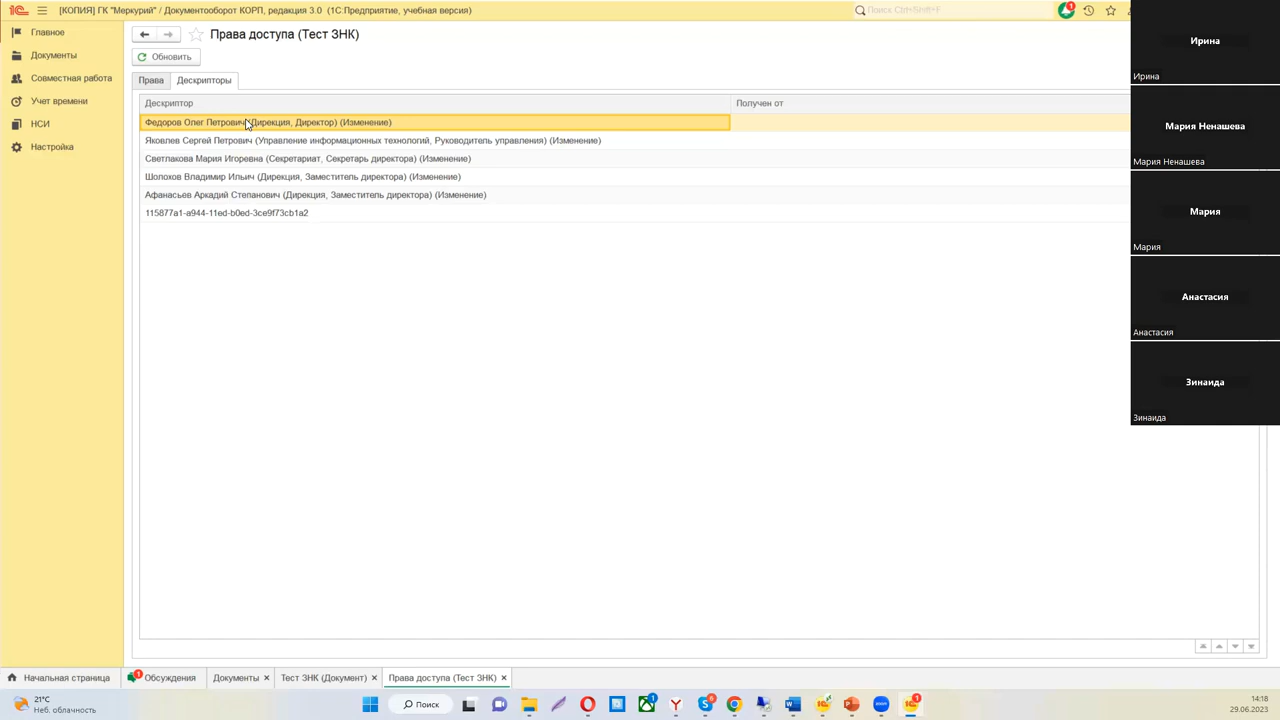 [КОПИЯ] ГК "Меркурий" / Документооборот КОРП, редакция 3.0 (1С:Предприятие, учебная версия)
Поиск Ctrl+Shift+F
1
Главное
Документы
Совместная работа
Учет времени
НСИ
Настройка
Права доступа (Тест ЗНК)
Обновить
Права
Дескрипторы
Дескриптор
Получен от
Федоров Олег Петрович (Дирекция, Директор) (Изменение)
Яковлев Сергей Петрович (Управление информационных технологий, Руководитель управления) (Изменение)
Светлакова Мария Игоревна (Секретариат, Секретарь директора) (Изменение)
Шолохов Владимир Ильич (Дирекция, Заместитель директора) (Изменение)
Афанасьев Аркадий Степанович (Дирекция, Заместитель директора) (Изменение)
115877a1-a944-11ed-b0ed-3ce9f73cb1a2
Ирина
Ирина
Мария Ненашева
Мария Ненашева
Мария
Мария
Анастасия
Анастасия
Зинаида
Зинаида
Начальная страница
1
Обсуждения
Документы
Тест ЗНК (Документ)
Права доступа (Тест ЗНК)
21°C
Неб. облачность
Поиск
14:18
29.06.2023